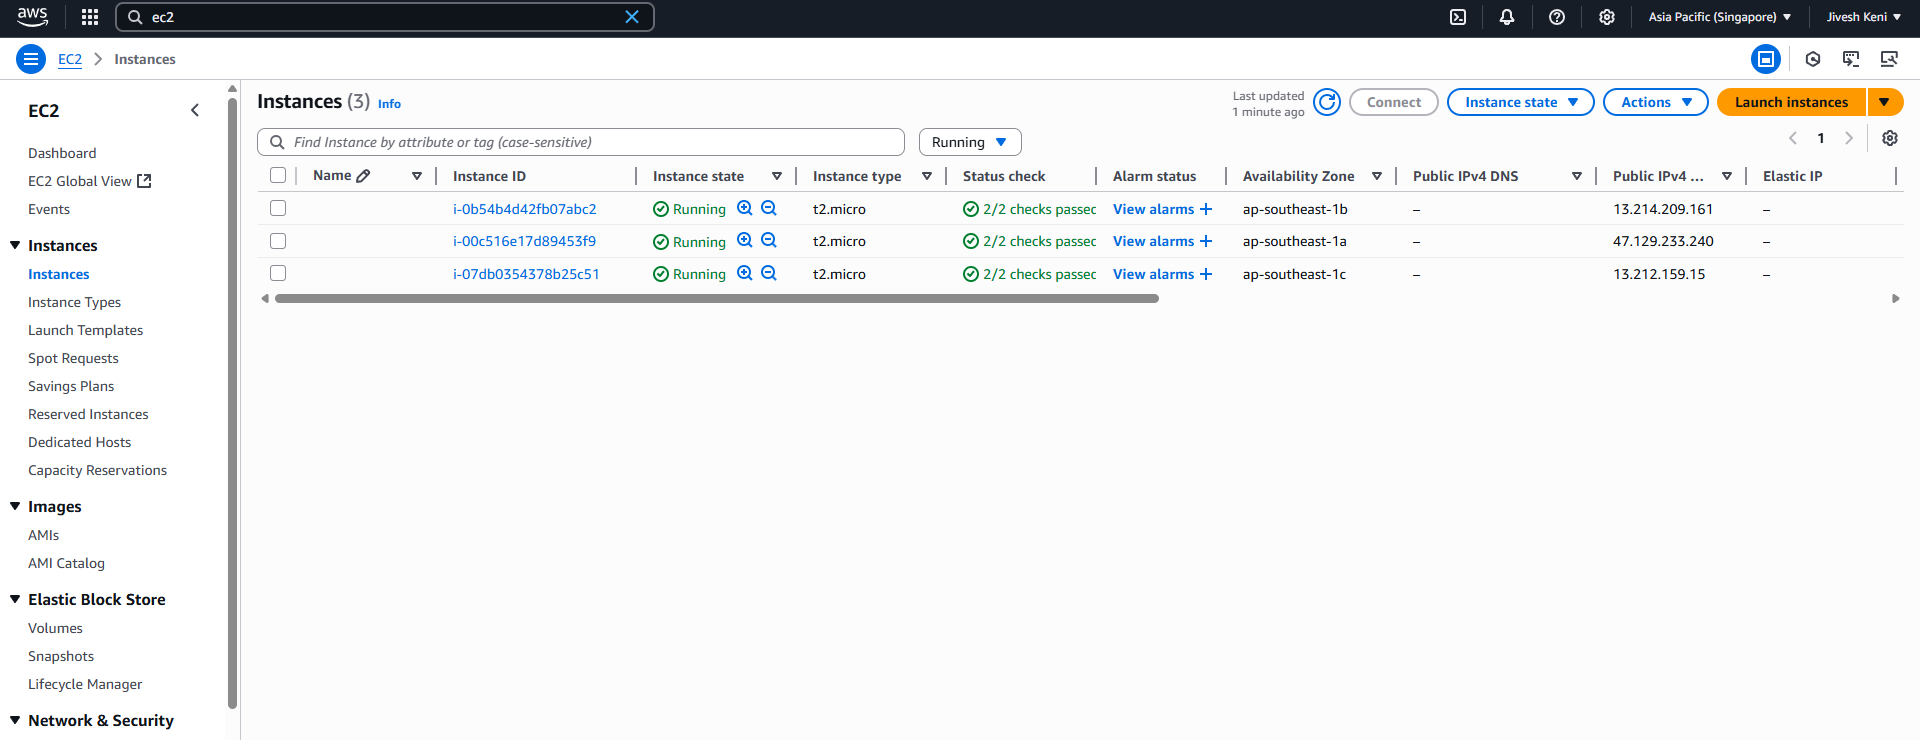 aws
ec2
Asia Pacific (Singapore)
Jivesh Keni
EC2
Instances
EC2
Dashboard
EC2 Global View
Events
Instances
Instances
Instance Types
Launch Templates
Spot Requests
Savings Plans
Reserved Instances
Dedicated Hosts
Capacity Reservations
Images
AMIs
AMI Catalog
Elastic Block Store
Volumes
Snapshots
Lifecycle Manager
Network & Security
Instances (3) Info
Last updated
1 minute ago
Connect
Instance state
Actions
Launch instances
Find Instance by attribute or tag (case-sensitive)
Running
1
Name Instance ID Instance state Instance type Status check Alarm status Availability Zone Public IPv4 DNS Public IPv4 ... Elastic IP
i-0b54b4d42fb07abc2 Running t2.micro 2/2 checks passec View alarms + ap-southeast-1b – 13.214.209.161 –
i-00c516e17d89453f9 Running t2.micro 2/2 checks passec View alarms + ap-southeast-1a – 47.129.233.240 –
i-07db0354378b25c51 Running t2.micro 2/2 checks passec View alarms + ap-southeast-1c – 13.212.159.15 –